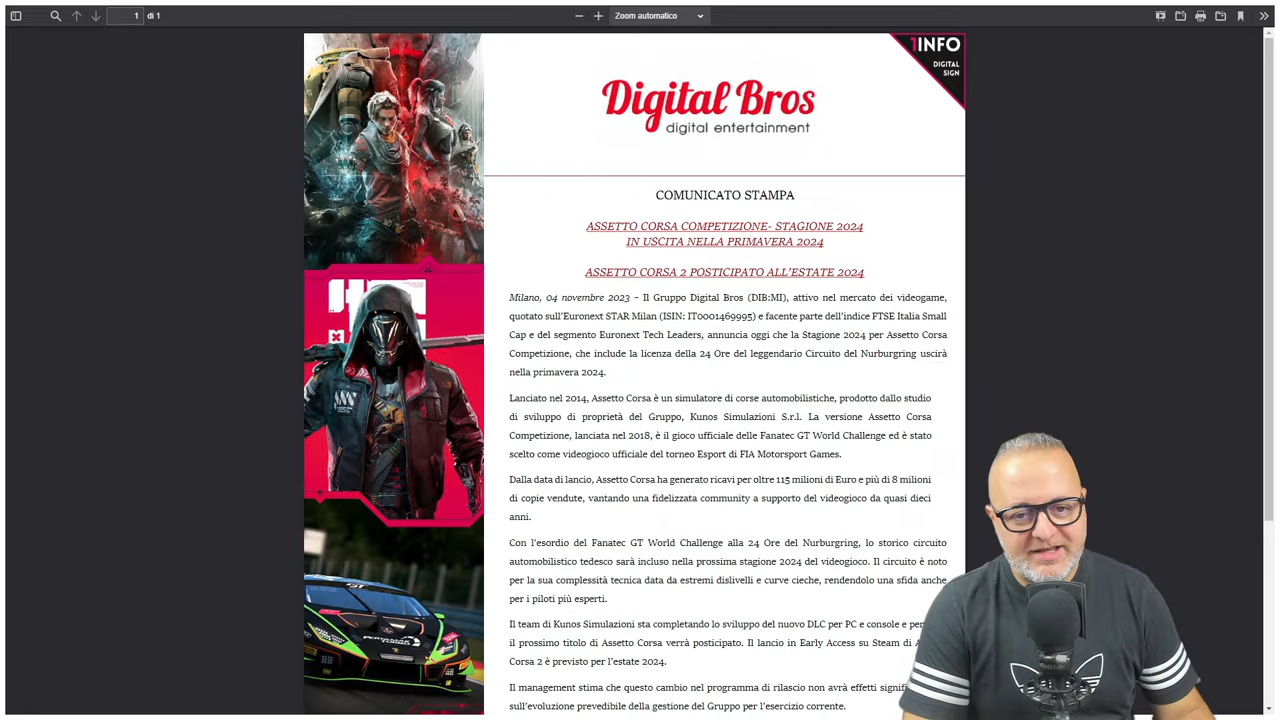 1
di 1
Zoom automatico
1INFO
DIGITAL
SIGN
Digital Bros
digital entertainment
COMUNICATO STAMPA
ASSETTO CORSA COMPETIZIONE- STAGIONE 2024
IN USCITA NELLA PRIMAVERA 2024
ASSETTO CORSA 2 POSTICIPATO ALL'ESTATE 2024
Milano, 04 novembre 2023 – Il Gruppo Digital Bros (DIB:MI), attivo nel mercato dei videogame,
quotato sull'Euronext STAR Milan (ISIN: IT0001469995) e facente parte dell'indice FTSE Italia Small
Cap e del segmento Euronext Tech Leaders, annuncia oggi che la Stagione 2024 per Assetto Corsa
Competizione, che include la licenza della 24 Ore del leggendario Circuito del Nurburgring uscirà
nella primavera 2024.
Lanciato nel 2014, Assetto Corsa è un simulatore di corse automobilistiche, prodotto dallo studio
di sviluppo di proprietà del Gruppo, Kunos Simulazioni S.r.l. La versione Assetto Corsa
Competizione, lanciata nel 2018, è il gioco ufficiale delle Fanatec GT World Challenge ed è stato
scelto come videogioco ufficiale del torneo Esport di FIA Motorsport Games.
Dalla data di lancio, Assetto Corsa ha generato ricavi per oltre 115 milioni di Euro e più di 8 milioni
di copie vendute, vantando una fidelizzata community a supporto del videogioco da quasi dieci
anni.
Con l'esordio del Fanatec GT World Challenge alla 24 Ore del Nurburgring, lo storico circuito
automobilistico tedesco sarà incluso nella prossima stagione 2024 del videogioco. Il circuito è noto
per la sua complessità tecnica data da estremi dislivelli e curve cieche, rendendolo una sfida anche
per i piloti più esperti.
Il team di Kunos Simulazioni sta completando lo sviluppo del nuovo DLC per PC e console e
il prossimo titolo di Assetto Corsa verrà posticipato. Il lancio in Early Access su Steam di
Corsa 2 è previsto per l'estate 2024.
Il management stima che questo cambio nel programma di rilascio non avrà effetti
sull'evoluzione prevedibile della gestione del Gruppo per l'esercizio corrente.